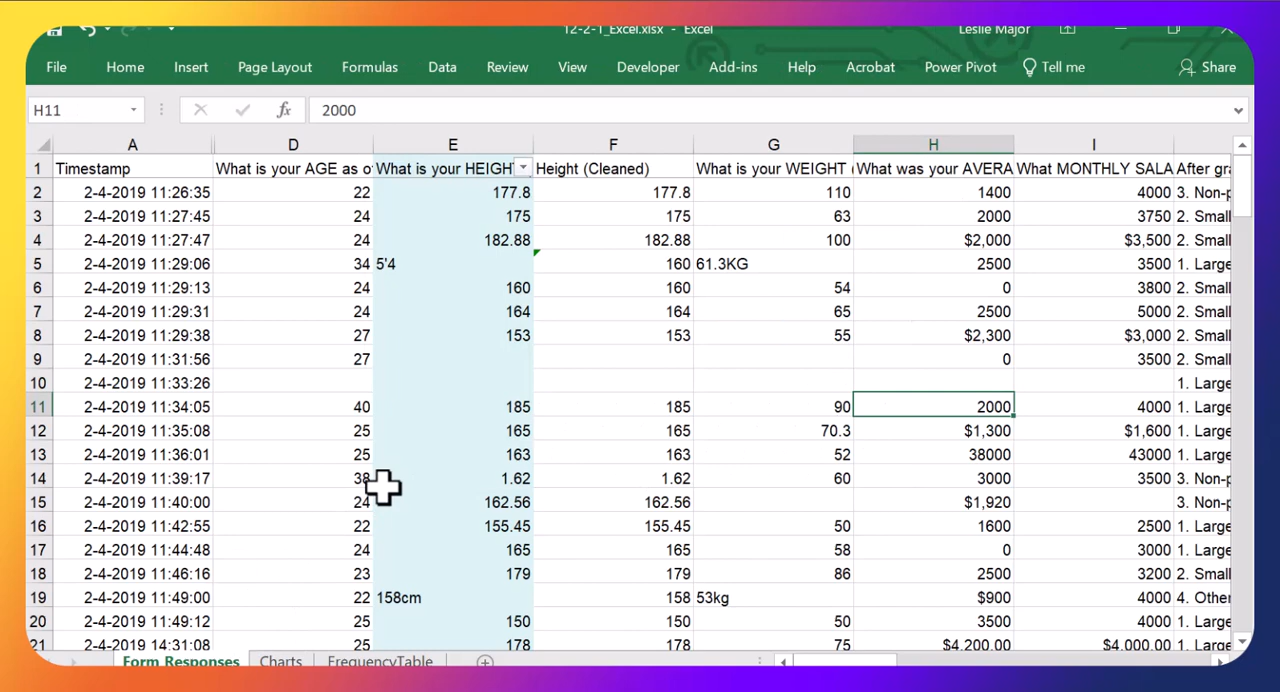 12-2-1_Excel.xlsx - Excel Leslie Major
File Home Insert Page Layout Formulas Data Review View Developer Add-ins Help Acrobat Power Pivot Tell me Share
H11 fx 2000
A D E F G H I
1 Timestamp What is your AGE as o What is your HEIGHT Height (Cleaned) What is your WEIGHT ( What was your AVERA What MONTHLY SALA After gra
2 2-4-2019 11:26:35 22 177.8 177.8 110 1400 4000 3. Non-p
3 2-4-2019 11:27:45 24 175 175 63 2000 3750 2. Small
4 2-4-2019 11:27:47 24 182.88 182.88 100 $2,000 $3,500 2. Small
5 2-4-2019 11:29:06 34 5'4 160 61.3KG 2500 3500 1. Large
6 2-4-2019 11:29:13 24 160 160 54 0 3800 2. Small
7 2-4-2019 11:29:31 24 164 164 65 2500 5000 2. Small
8 2-4-2019 11:29:38 27 153 153 55 $2,300 $3,000 2. Small
9 2-4-2019 11:31:56 27 0 3500 2. Small
10 2-4-2019 11:33:26 1. Large
11 2-4-2019 11:34:05 40 185 185 90 2000 4000 1. Large
12 2-4-2019 11:35:08 25 165 165 70.3 $1,300 $1,600 1. Large
13 2-4-2019 11:36:01 25 163 163 52 38000 43000 1. Large
14 2-4-2019 11:39:17 38 1.62 1.62 60 3000 3500 3. Non-p
15 2-4-2019 11:40:00 24 162.56 162.56 $1,920 3. Non-p
16 2-4-2019 11:42:55 22 155.45 155.45 50 1600 2500 1. Large
17 2-4-2019 11:44:48 24 165 165 58 0 3000 1. Large
18 2-4-2019 11:46:16 23 179 179 86 2500 3200 2. Small
19 2-4-2019 11:49:00 22 158cm 158 53kg $900 4000 4. Other
20 2-4-2019 11:49:12 25 150 150 50 3500 4000 1. Large
21 2-4-2019 14:31:08 25 178 178 75 $4,200.00 $4,000.00 1. Large
Form Responses Charts FrequencyTable